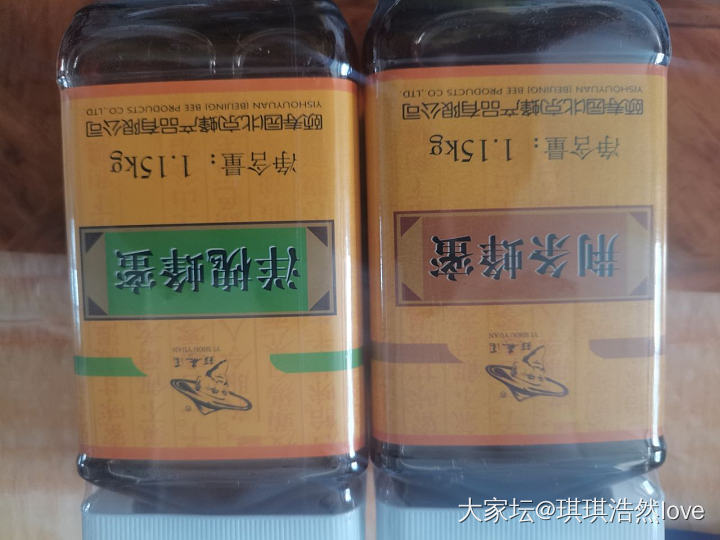 YI SHOU YUAN
荆条蜂蜜
净含量：1.15kg
颐寿园北京蜂产品有限公司
YISHOUYUAN (BEIJING) BEE PRODUCTS CO.,LTD.
YI SHOU YUAN
洋槐蜂蜜
净含量：1.15kg
颐寿园北京蜂产品有限公司
YISHOUYUAN (BEIJING) BEE PRODUCTS CO.,LTD.
大家坛@琪琪浩然love